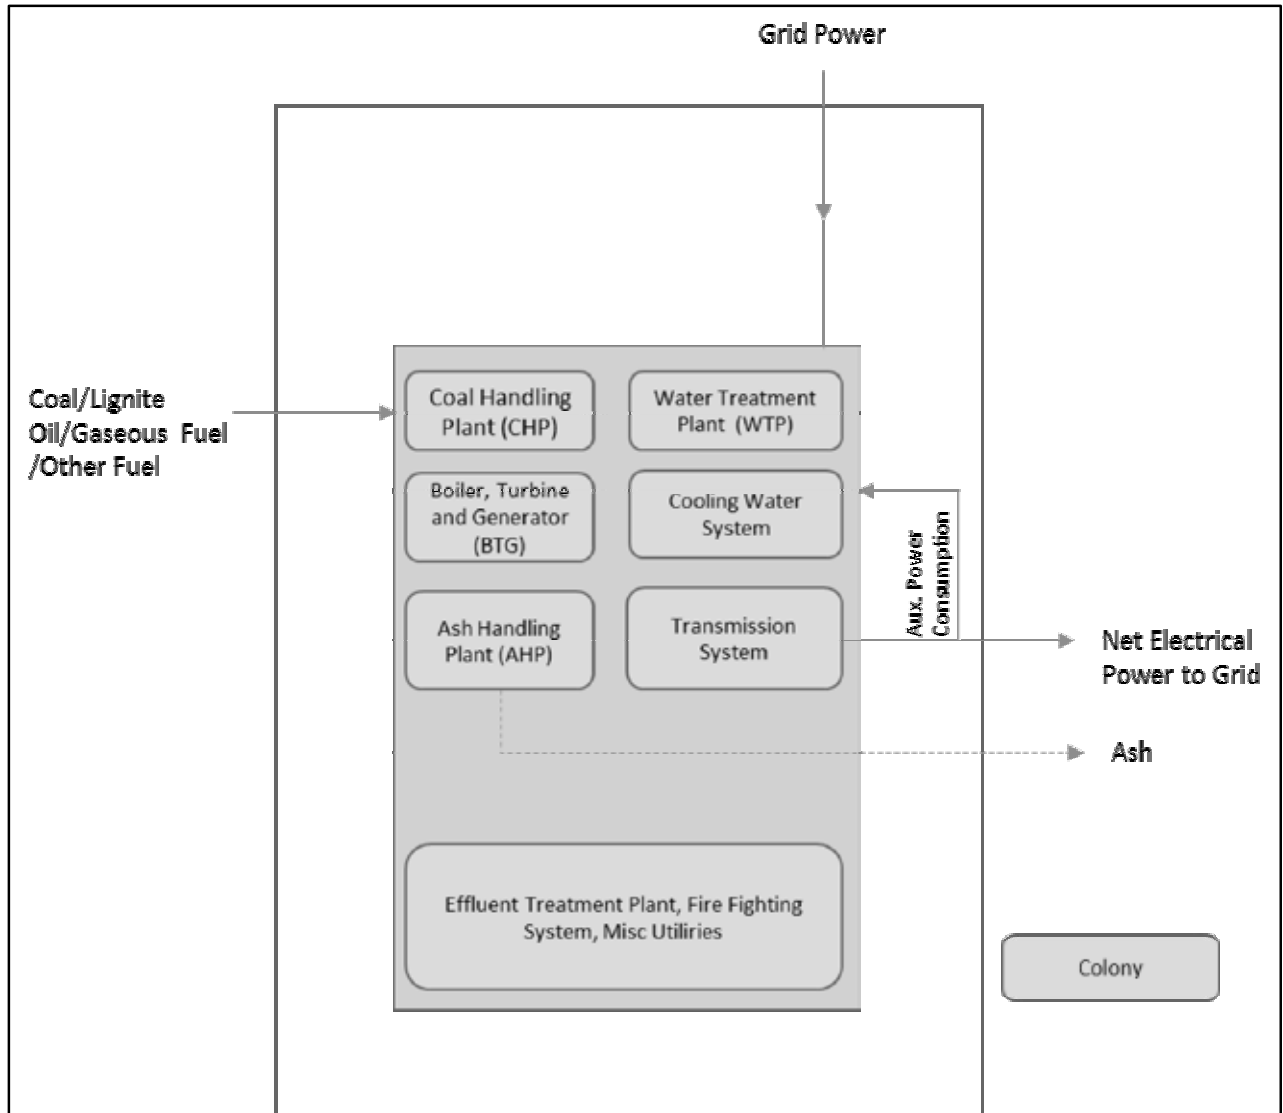 Grid Power
Coal/Lignite
Oil/Gaseous Fuel
/Other Fuel
Coal Handling
Plant (CHP)
Water Treatment
Plant (WTP)
Boiler, Turbine
and Generator
(BTG)
Cooling Water
System
Aux. Power
Consumption
Ash Handling
Plant (AHP)
Transmission
System
Net Electrical
Power to Grid
Ash
Effluent Treatment Plant, Fire Fighting
System, Misc Utiliries
Colony